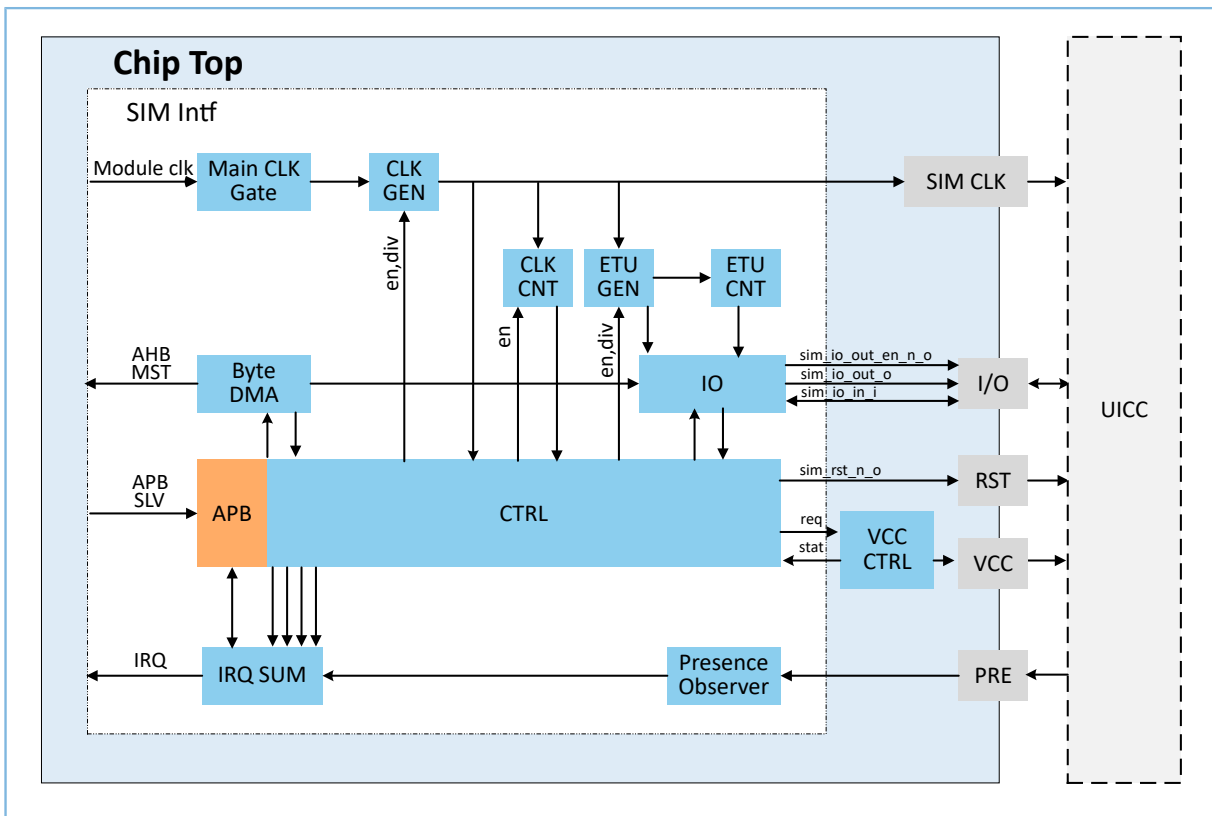 Chip Top
SIM Intf
Module clk
Main CLK
Gate
CLK
GEN
SIM CLK
en,div
CLK
CNT
ETU
GEN
ETU
CNT
en
en,div
AHB
MST
Byte
DMA
IO
sim_io_out_en_n_o
sim_io_out_o
sim_io_in_i
I/O
UICC
APB
SLV
APB
CTRL
sim_rst_n_o
RST
req
stat
VCC
CTRL
VCC
IRQ
IRQ SUM
Presence
Observer
PRE